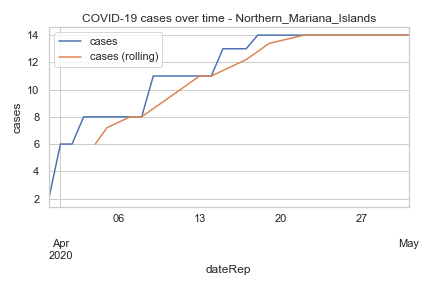 COVID-19 cases over time - Northern_Mariana_Islands
cases
cases (rolling)
14
12
10
8
6
4
2
cases
06
13
20
27
Apr
2020
May
dateRep